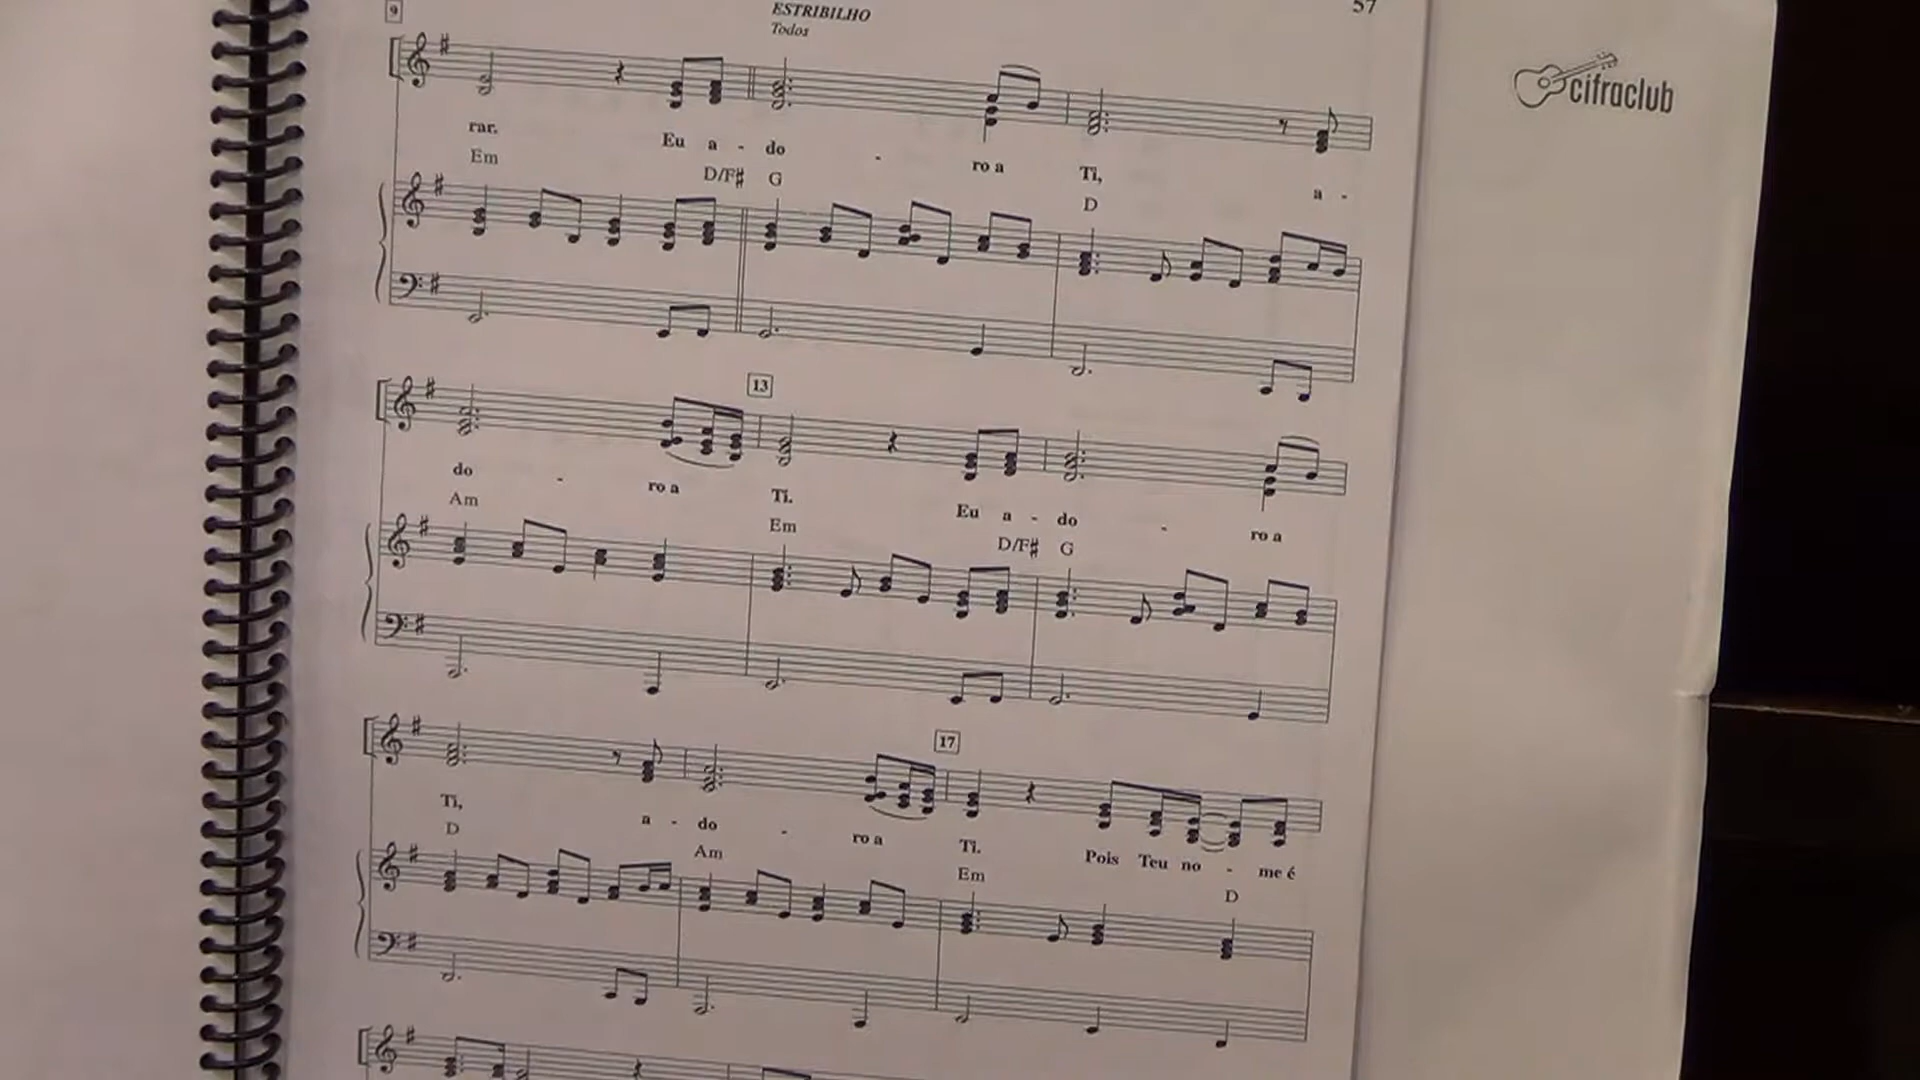 9 ESTRIBILHO 57
Todos
rar. Eu a - do - ro a Ti, a -
Em D/F♯ G D
13
do - ro a Ti. Eu a - do - ro a
Am Em D/F♯ G
17
Ti, a - do - ro a Ti. Pois Teu no - me é
D Am Em D
cifraclub